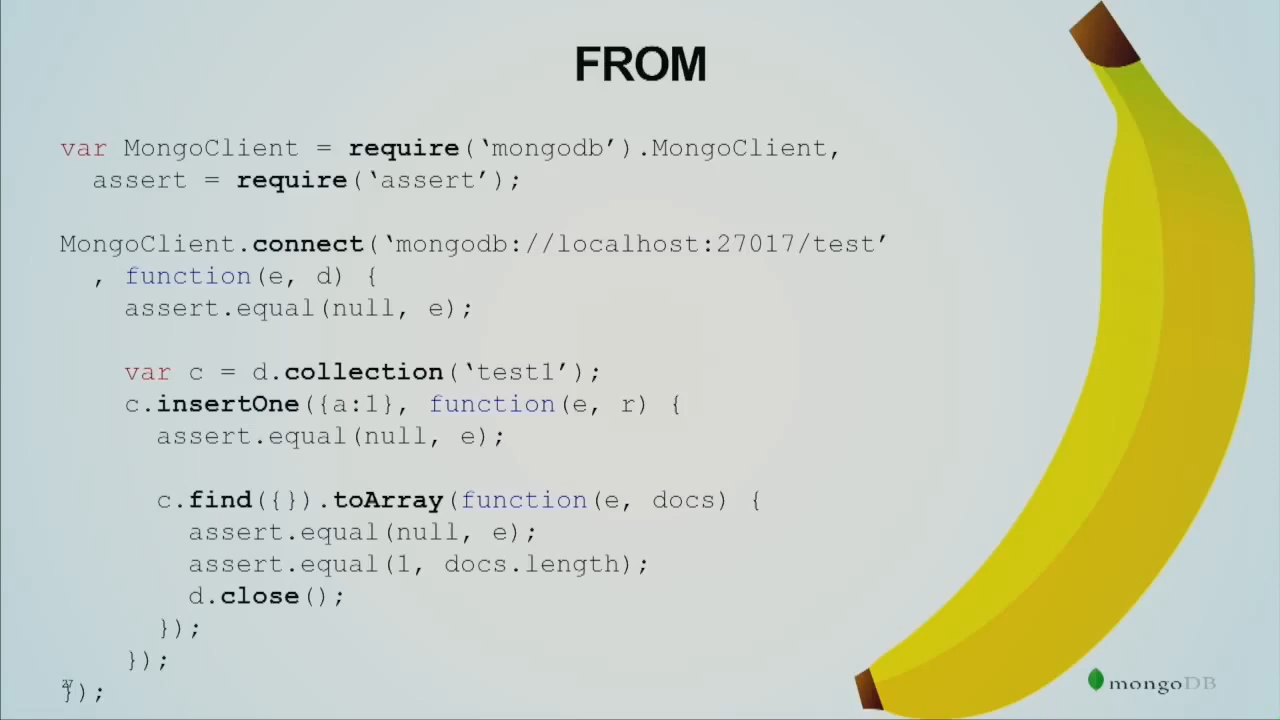 FROM
var MongoClient = require(‘mongodb’).MongoClient,
assert = require(‘assert’);
MongoClient.connect(‘mongodb://localhost:27017/test’
, function(e, d) {
assert.equal(null, e);
var c = d.collection(‘test1’);
c.insertOne({a:1}, function(e, r) {
assert.equal(null, e);
c.find({}).toArray(function(e, docs) {
assert.equal(null, e);
assert.equal(1, docs.length);
d.close();
});
});
});
mongoDB